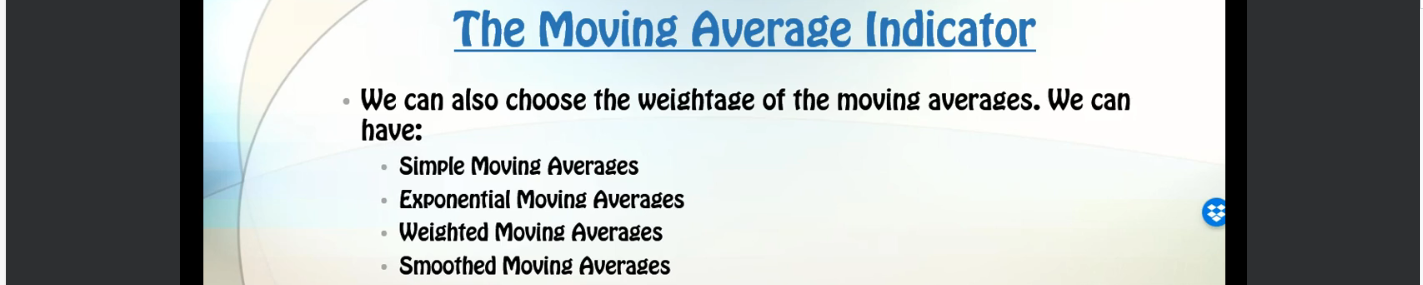 The Moving Average Indicator
• We can also choose the weightage of the moving averages. We can
have:
• Simple Moving Averages
• Exponential Moving Averages
• Weighted Moving Averages
• Smoothed Moving Averages